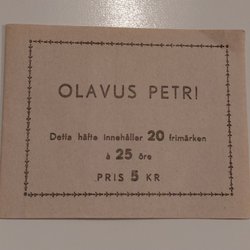 OLAVUS PETRI
Detta häfte innehåller 20 frimärken
à 25 öre
PRIS 5 KR